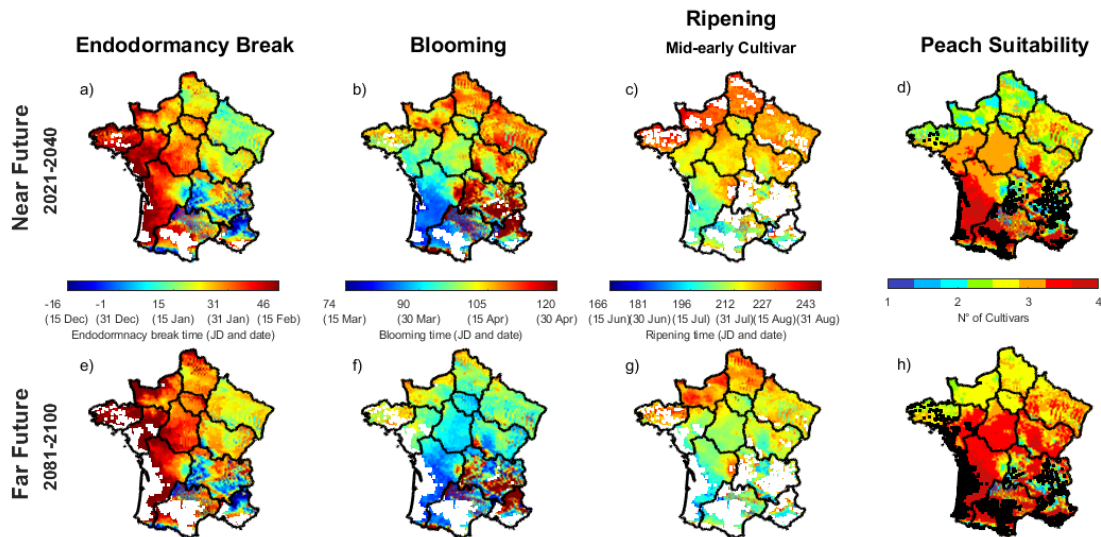 Ripening
Endodormancy Break
Blooming
Mid-early Cultivar
Peach Suitability
Near Future
2021-20040
a)
b)
c)
d)
-16 -1 15 31 46
(15 Dec) (31 Dec) (15 Jan) (31 Jan) (15 Feb)
Endodormnacy break time (JD and date)
74 90 105 120
(15 Mar) (30 Mar) (15 Apr) (30 Apr)
Blooming time (JD and date)
166 181 196 212 227 243
(15 Jun)(30 Jun)(15 Jul) (31 Jul)(15 Aug)(31 Aug)
Ripening time (JD and date)
1 2 3 4
N° of Cultivars
Far Future
2081-2100
e)
f)
g)
h)